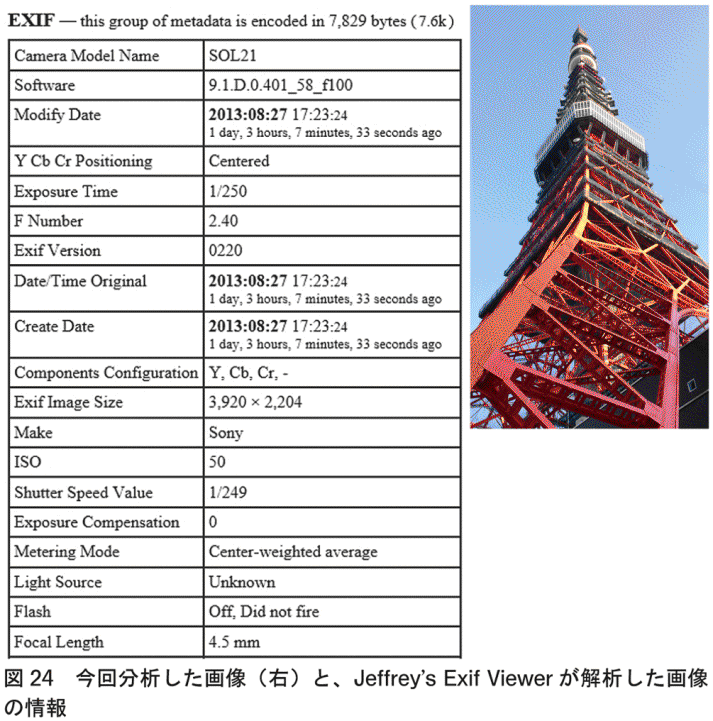 EXIF — this group of metadata is encoded in 7,829 bytes (7.6k)
Camera Model Name SOL21
Software 9.1.D.0.401_58_f100
Modify Date 2013:08:27 17:23:24
1 day, 3 hours, 7 minutes, 33 seconds ago
Y Cb Cr Positioning Centered
Exposure Time 1/250
F Number 2.40
Exif Version 0220
Date/Time Original 2013:08:27 17:23:24
1 day, 3 hours, 7 minutes, 33 seconds ago
Create Date 2013:08:27 17:23:24
1 day, 3 hours, 7 minutes, 33 seconds ago
Components Configuration Y, Cb, Cr, -
Exif Image Size 3,920 × 2,204
Make Sony
ISO 50
Shutter Speed Value 1/249
Exposure Compensation 0
Metering Mode Center-weighted average
Light Source Unknown
Flash Off, Did not fire
Focal Length 4.5 mm
図24 今回分析した画像（右）と、Jeffrey's Exif Viewerが解析した画像
の情報